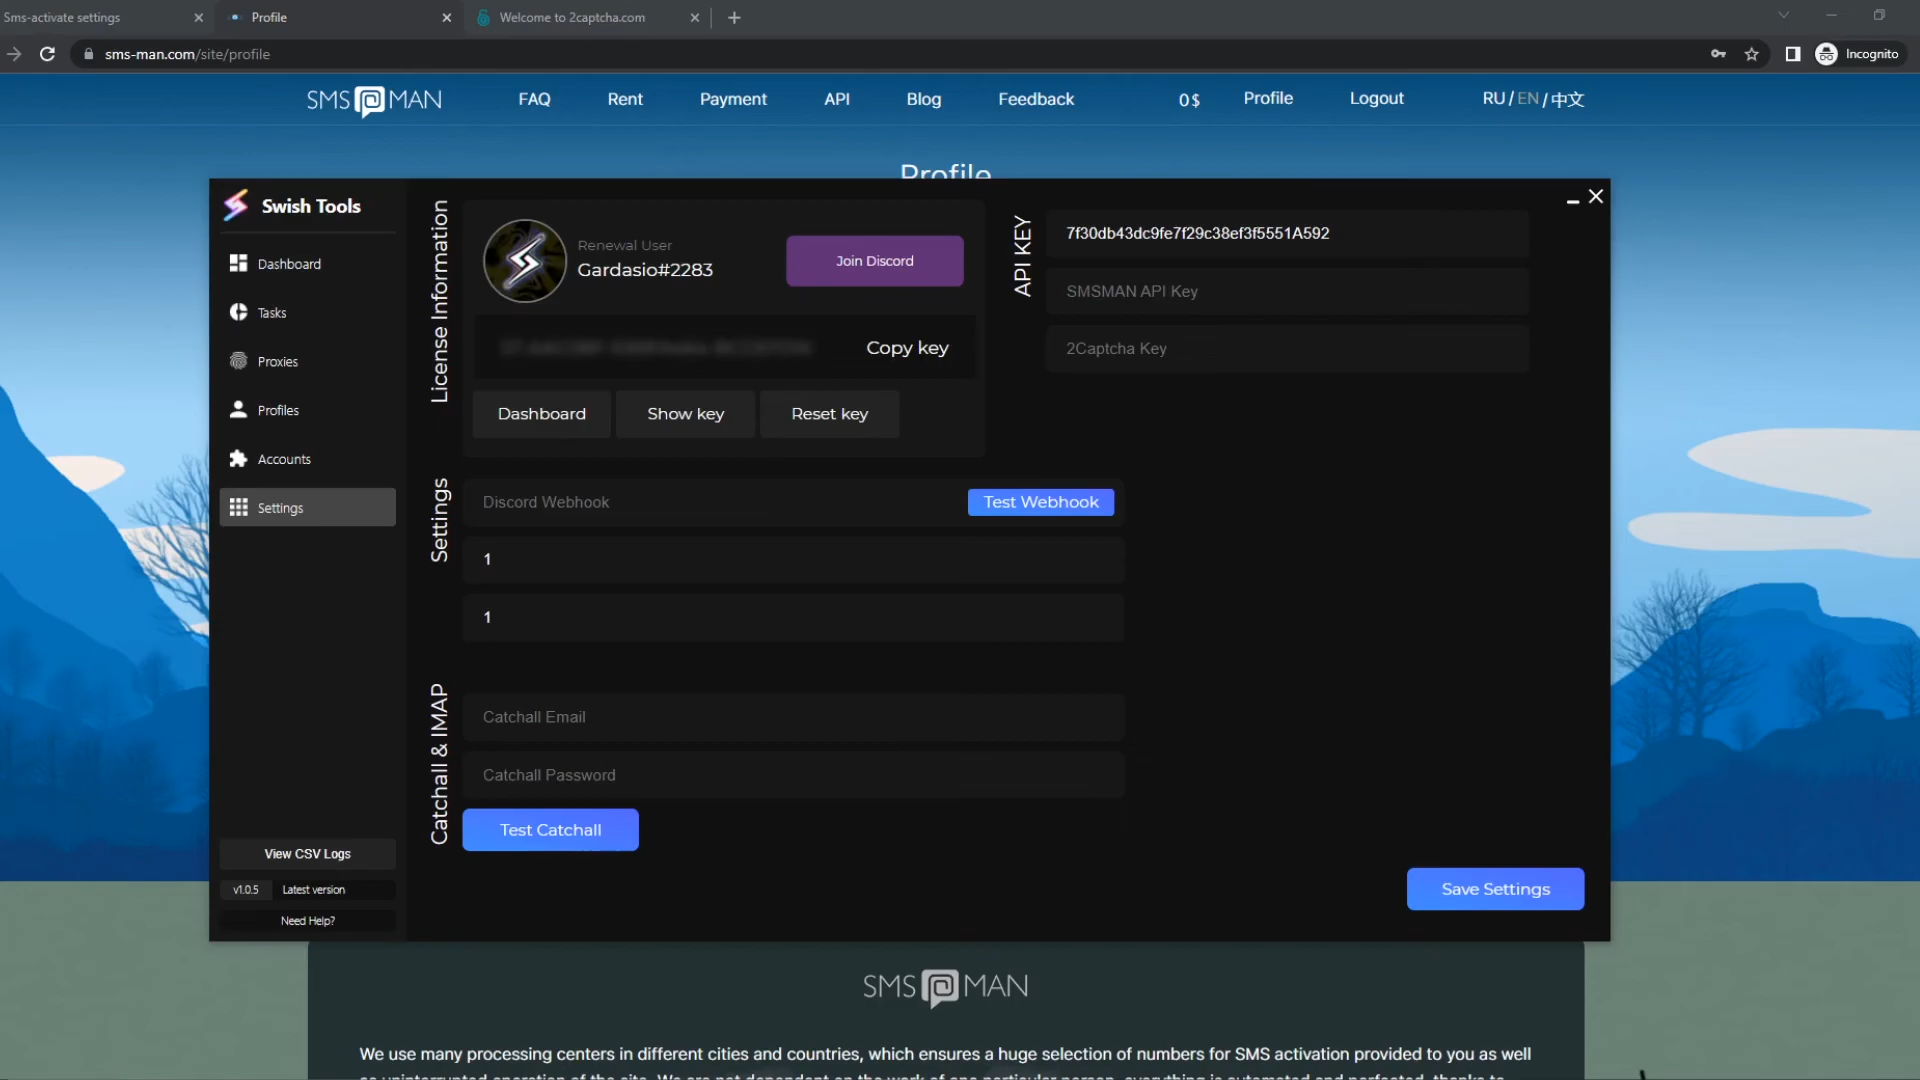 Sms-activate settings
Profile
Welcome to 2captcha.com
sms-man.com/site/profile
Incognito
SMS MAN
FAQ
Rent
Payment
API
Blog
Feedback
0$
Profile
Logout
RU / EN / 中文
Profile
Swish Tools
Dashboard
Tasks
Proxies
Profiles
Accounts
Settings
View CSV Logs
v1.0.5 Latest version
Need Help?
License Information
Renewal User
Gardasio#2283
Join Discord
Copy key
Dashboard
Show key
Reset key
API KEY
7f30db43dc9fe7f29c38ef3f5551A592
SMSMAN API Key
2Captcha Key
Settings
Discord Webhook
Test Webhook
1
1
Catchall & IMAP
Catchall Email
Catchall Password
Test Catchall
Save Settings
SMS MAN
We use many processing centers in different cities and countries, which ensures a huge selection of numbers for SMS activation provided to you as well